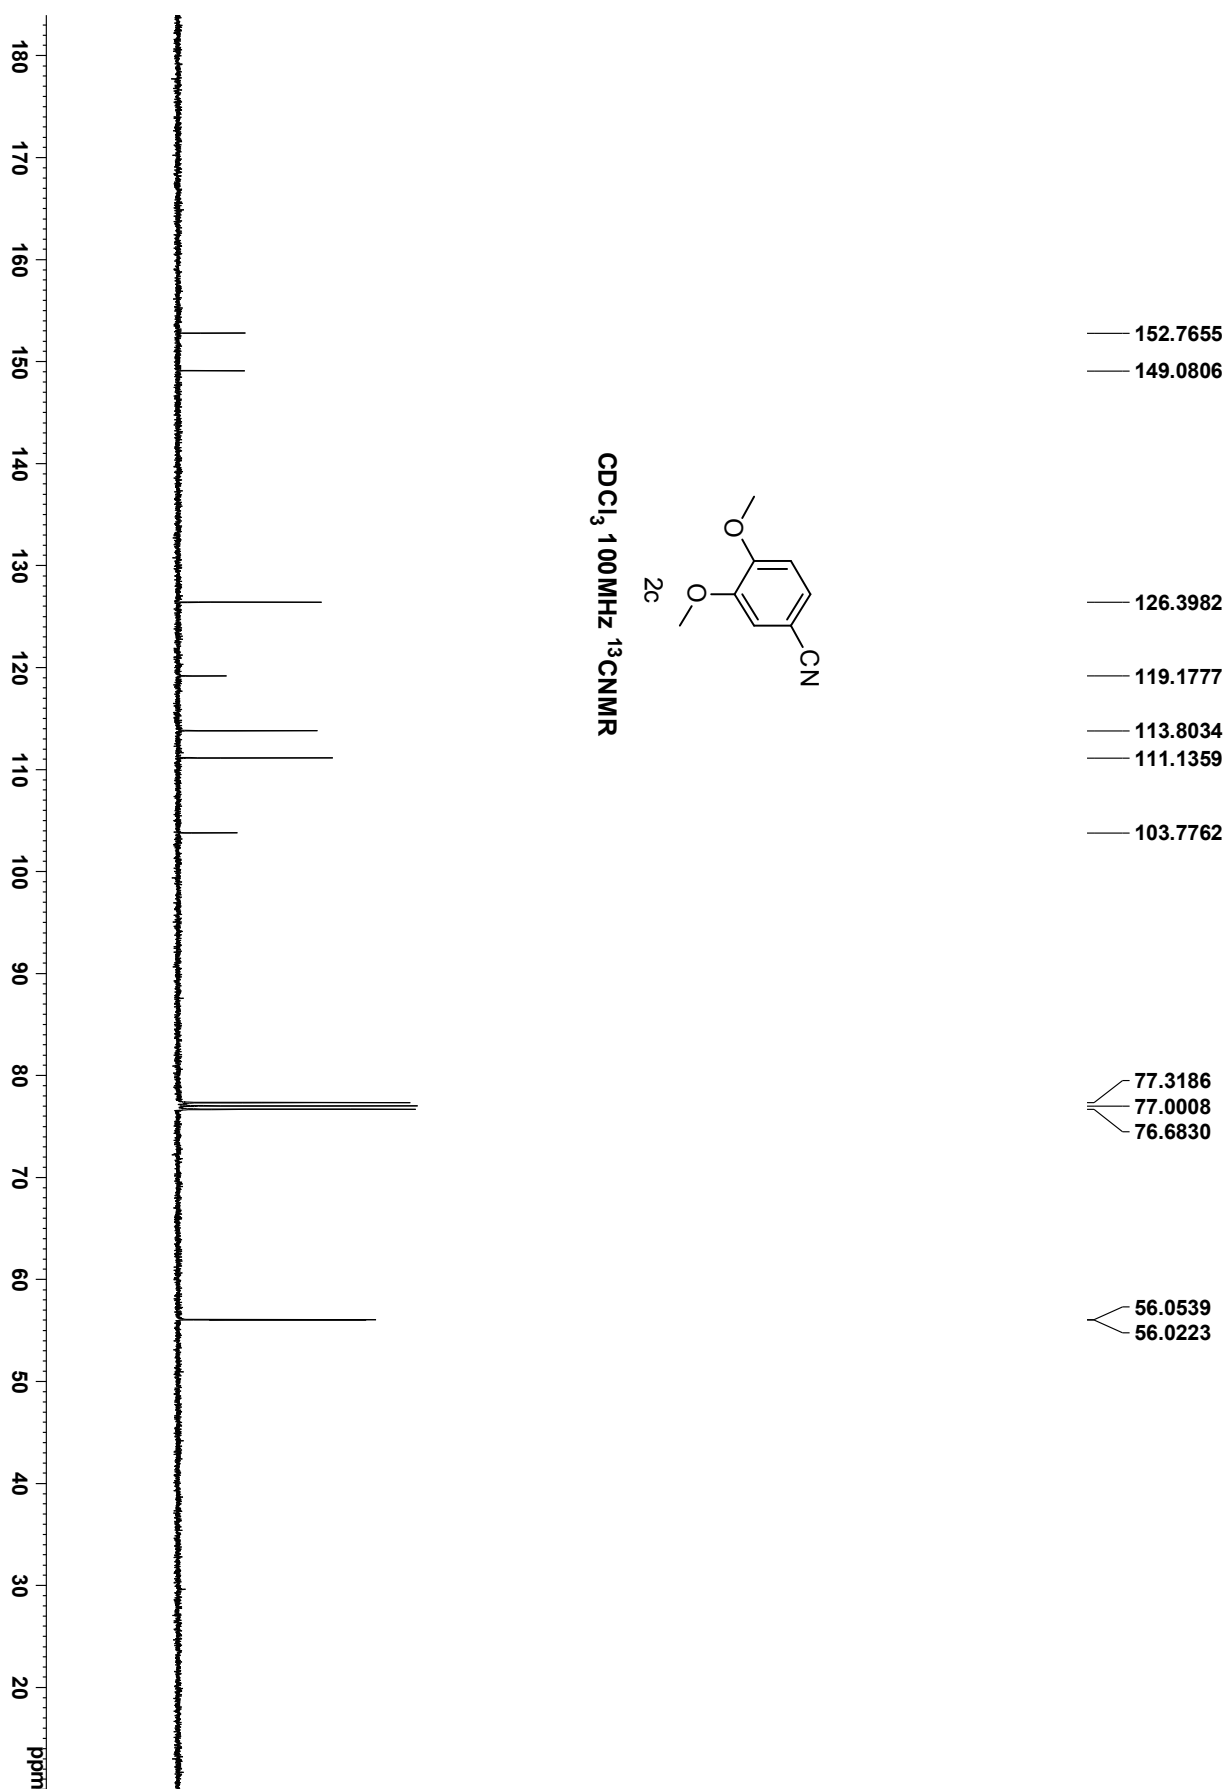 152.7655
149.0806
126.3982
119.1777
113.8034
111.1359
103.7762
77.3186
77.0008
76.6830
56.0539
56.0223
O
O
CN
2c
CDCl3 100MHz 13CNMR
180 170 160 150 140 130 120 110 100 90 80 70 60 50 40 30 20 ppm